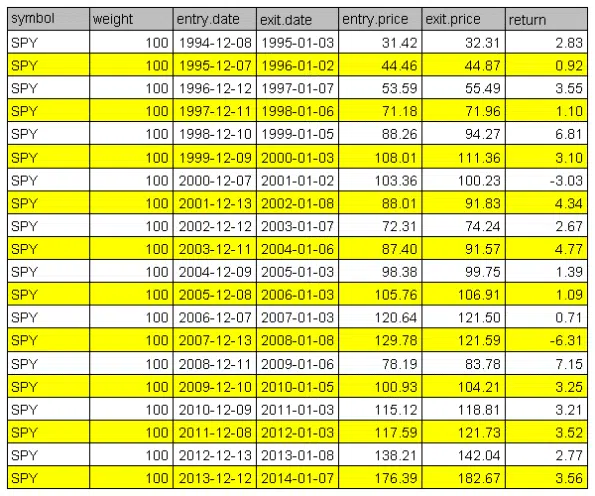 symbol weight entry.date exit.date entry.price exit.price return
SPY 100 1994-12-08 1995-01-03 31.42 32.31 2.83
SPY 100 1995-12-07 1996-01-02 44.46 44.87 0.92
SPY 100 1996-12-12 1997-01-07 53.59 55.49 3.55
SPY 100 1997-12-11 1998-01-06 71.18 71.96 1.10
SPY 100 1998-12-10 1999-01-05 88.26 94.27 6.81
SPY 100 1999-12-09 2000-01-03 108.01 111.36 3.10
SPY 100 2000-12-07 2001-01-02 103.36 100.23 -3.03
SPY 100 2001-12-13 2002-01-08 88.01 91.83 4.34
SPY 100 2002-12-12 2003-01-07 72.31 74.24 2.67
SPY 100 2003-12-11 2004-01-06 87.40 91.57 4.77
SPY 100 2004-12-09 2005-01-03 98.38 99.75 1.39
SPY 100 2005-12-08 2006-01-03 105.76 106.91 1.09
SPY 100 2006-12-07 2007-01-03 120.64 121.50 0.71
SPY 100 2007-12-13 2008-01-08 129.78 121.59 -6.31
SPY 100 2008-12-11 2009-01-06 78.19 83.78 7.15
SPY 100 2009-12-10 2010-01-05 100.93 104.21 3.25
SPY 100 2010-12-09 2011-01-03 115.12 118.81 3.21
SPY 100 2011-12-08 2012-01-03 117.59 121.73 3.52
SPY 100 2012-12-13 2013-01-08 138.21 142.04 2.77
SPY 100 2013-12-12 2014-01-07 176.39 182.67 3.56